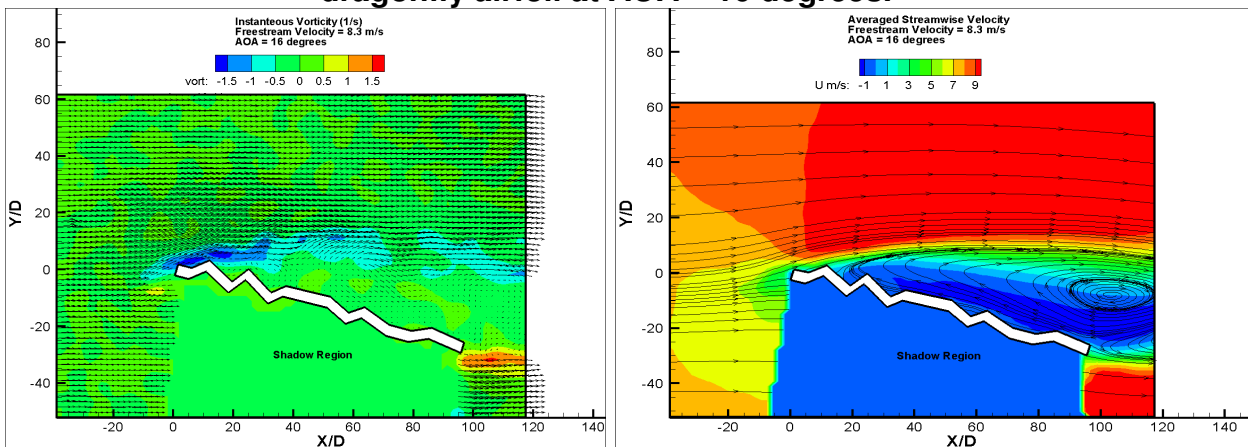 Instanteous Vorticity (1/s)
Freestream Velocity = 8.3 m/s
AOA = 16 degrees
vort: -1.5 -1 -0.5 0 0.5 1 1.5
80
60
40
20
0
-20
-40
Y/D
Shadow Region
-20 0 20 40 60 80 100 120 140
X/D
Averaged Streamwise Velocity
Freestream Velocity = 8.3 m/s
AOA = 16 degrees
U m/s: -1 1 3 5 7 9
80
60
40
20
0
-20
-40
Y/D
Shadow Region
-20 0 20 40 60 80 100 120 140
X/D